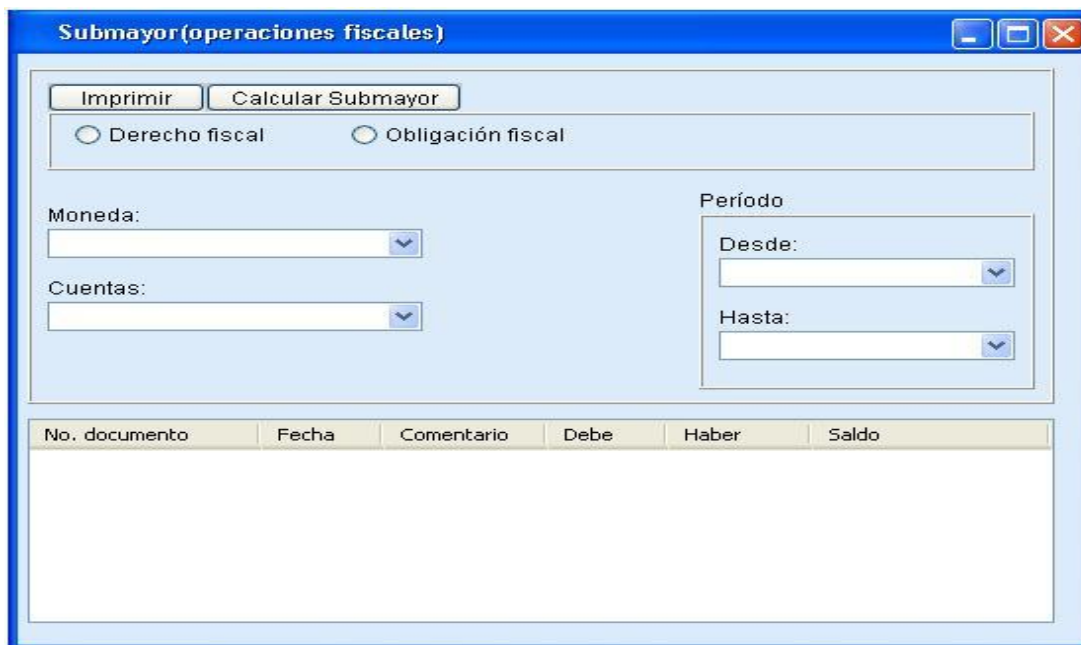 Submayor(operaciones fiscales)
Imprimir Calcular Submayor
Derecho fiscal Obligación fiscal
Moneda:
Cuentas:
Período
Desde:
Hasta:
No. documento Fecha Comentario Debe Haber Saldo